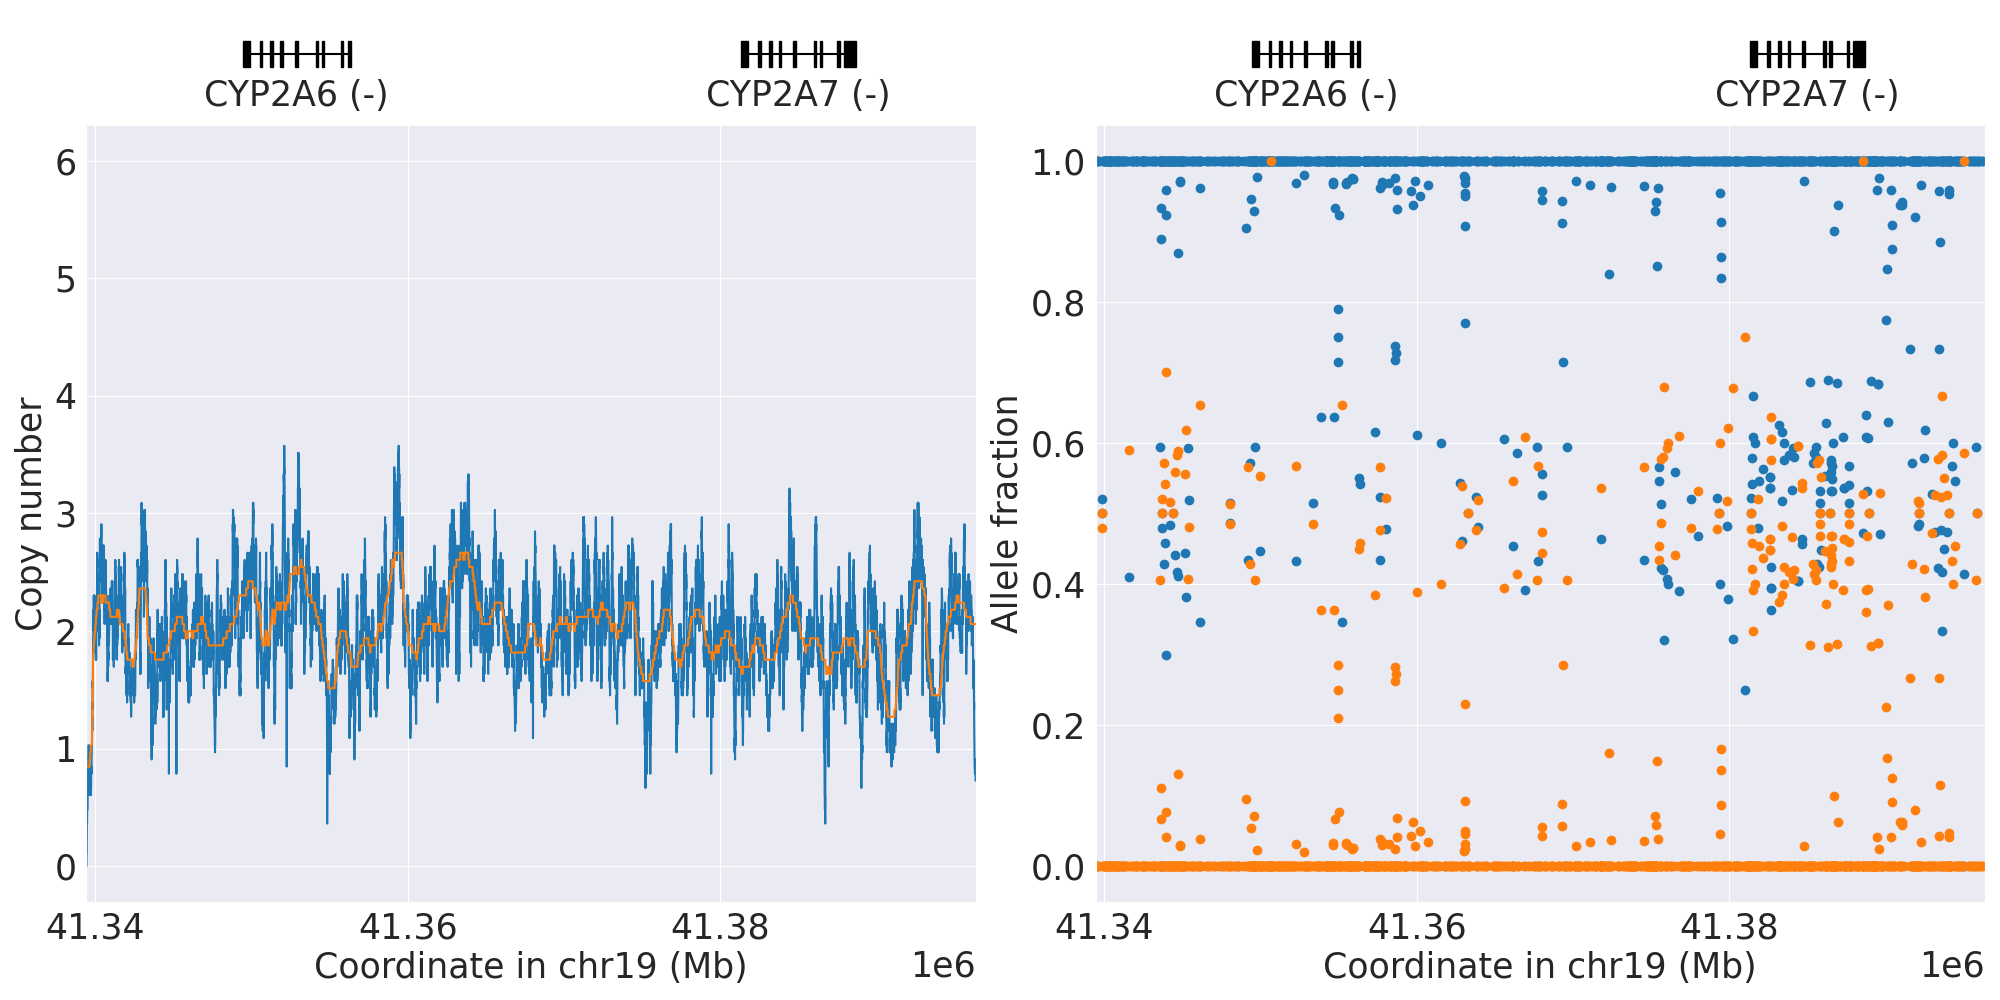 CYP2A6 (-)
CYP2A7 (-)
6
5
4
3
2
1
0
Copy number
41.34
41.36
41.38
Coordinate in chr19 (Mb)
1e6
CYP2A6 (-)
CYP2A7 (-)
1.0
0.8
0.6
0.4
0.2
0.0
Allele fraction
41.34
41.36
41.38
Coordinate in chr19 (Mb)
1e6